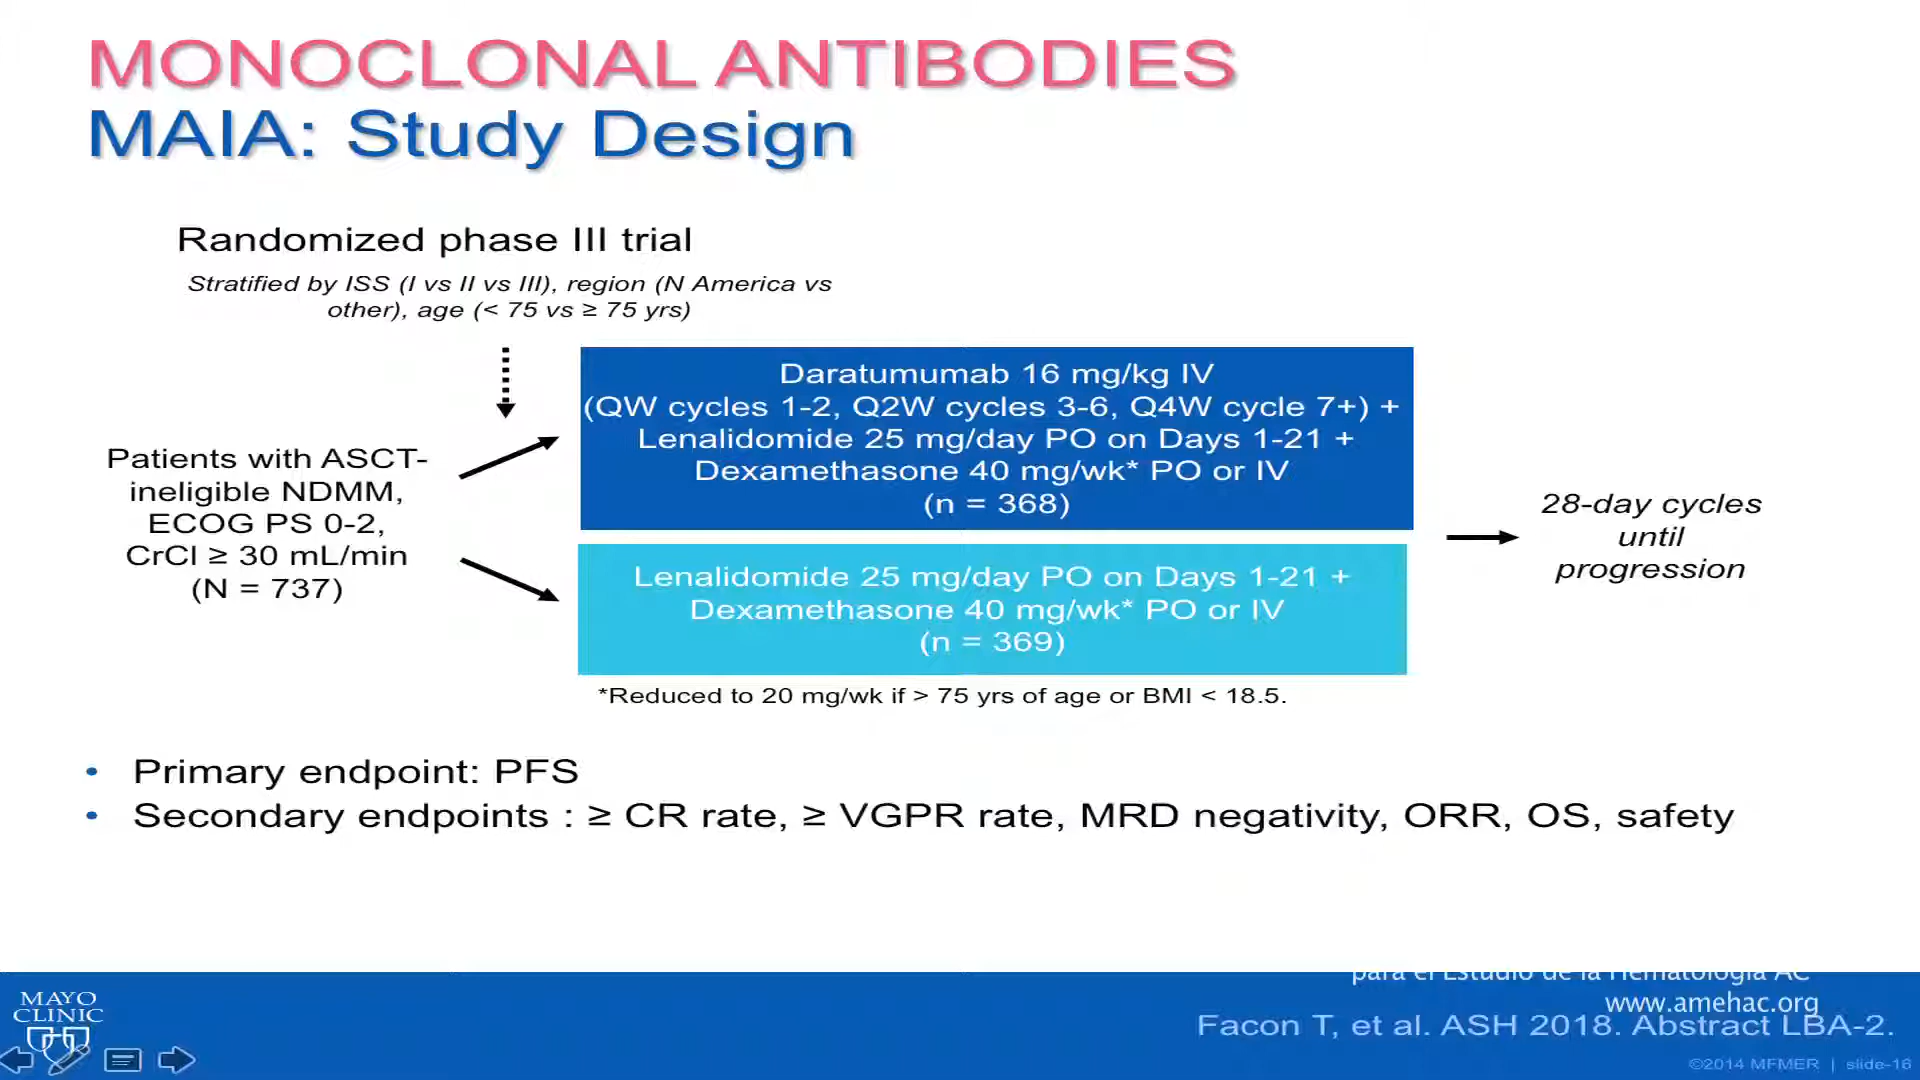 MONOCLONAL ANTIBODIES
MAIA: Study Design
Randomized phase III trial
Stratified by ISS (I vs II vs III), region (N America vs
other), age (< 75 vs ≥ 75 yrs)
Patients with ASCT-
ineligible NDMM,
ECOG PS 0-2,
CrCl ≥ 30 mL/min
(N = 737)
Daratumumab 16 mg/kg IV
(QW cycles 1-2, Q2W cycles 3-6, Q4W cycle 7+) +
Lenalidomide 25 mg/day PO on Days 1-21 +
Dexamethasone 40 mg/wk* PO or IV
(n = 368)
Lenalidomide 25 mg/day PO on Days 1-21 +
Dexamethasone 40 mg/wk* PO or IV
(n = 369)
28-day cycles
until
progression
*Reduced to 20 mg/wk if > 75 yrs of age or BMI < 18.5.
• Primary endpoint: PFS
• Secondary endpoints : ≥ CR rate, ≥ VGPR rate, MRD negativity, ORR, OS, safety
MAYO
CLINIC
para el Estudio de la Hematología AC
www.amehac.org
Facon T, et al. ASH 2018. Abstract LBA-2.
©2014 MFMER | slide-16